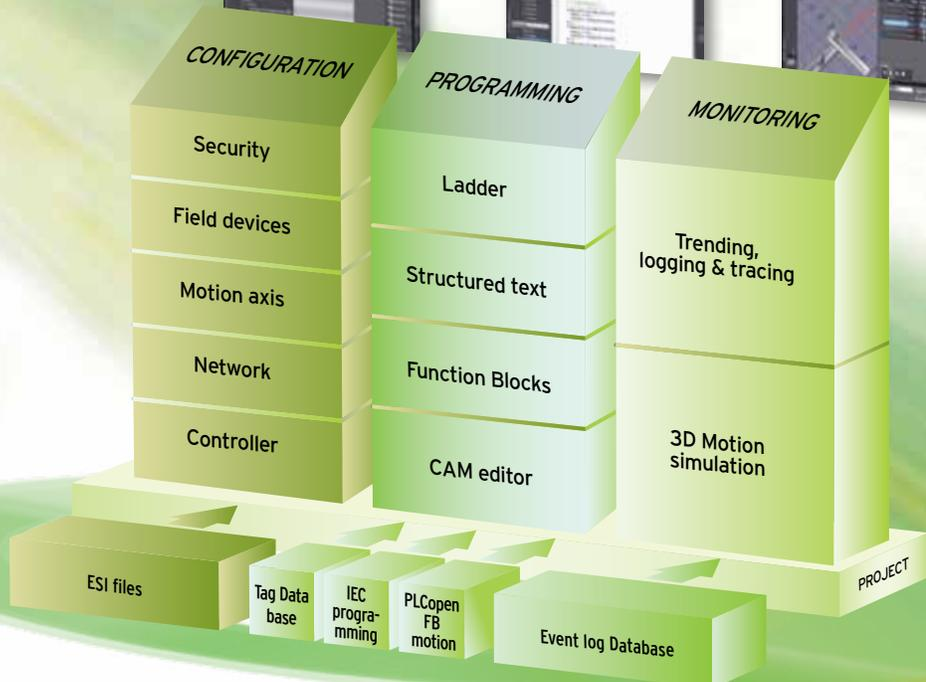 CONFIGURATION
Security
Field devices
Motion axis
Network
Controller
PROGRAMMING
Ladder
Structured text
Function Blocks
CAM editor
MONITORING
Trending,
logging & tracing
3D Motion
simulation
ESI files
Tag Data
base
IEC
progra-
mming
PLCopen
FB
motion
Event log Database
PROJECT